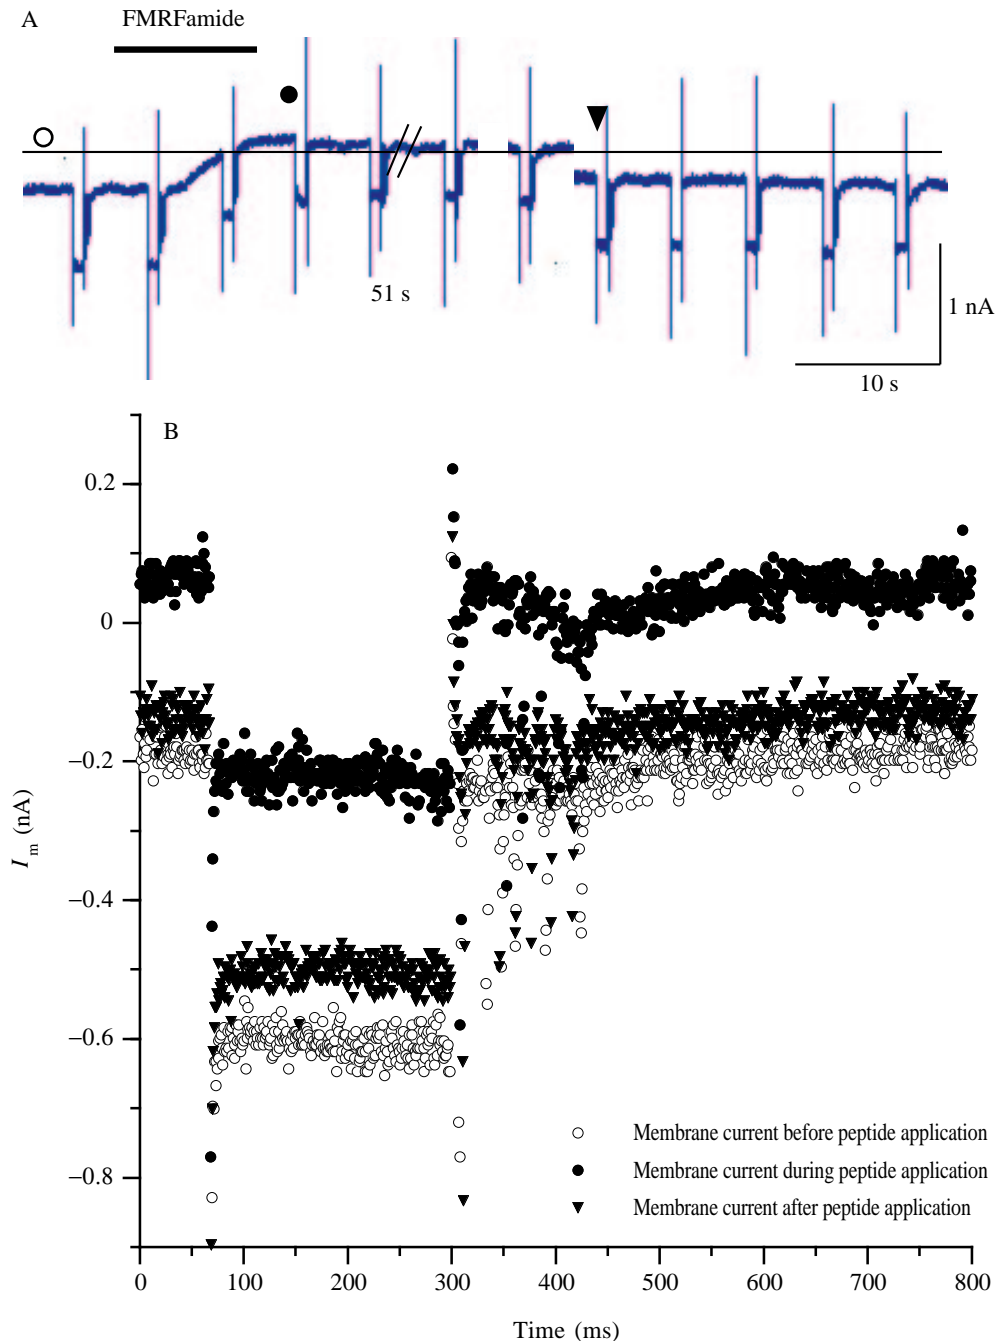 A
FMRFamide
51 s
1 nA
10 s
B
0.2
0
−0.2
−0.4
−0.6
−0.8
Im (nA)
0 100 200 300 400 500 600 700 800
Time (ms)
Membrane current before peptide application
Membrane current during peptide application
Membrane current after peptide application